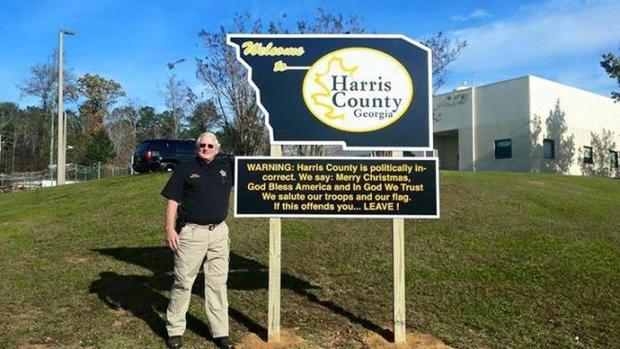 Welcome
to
Harris
County
Georgia
WARNING: Harris County is politically in-
correct. We say: Merry Christmas,
God Bless America and In God We Trust
We salute our troops and our flag.
If this offends you... LEAVE !